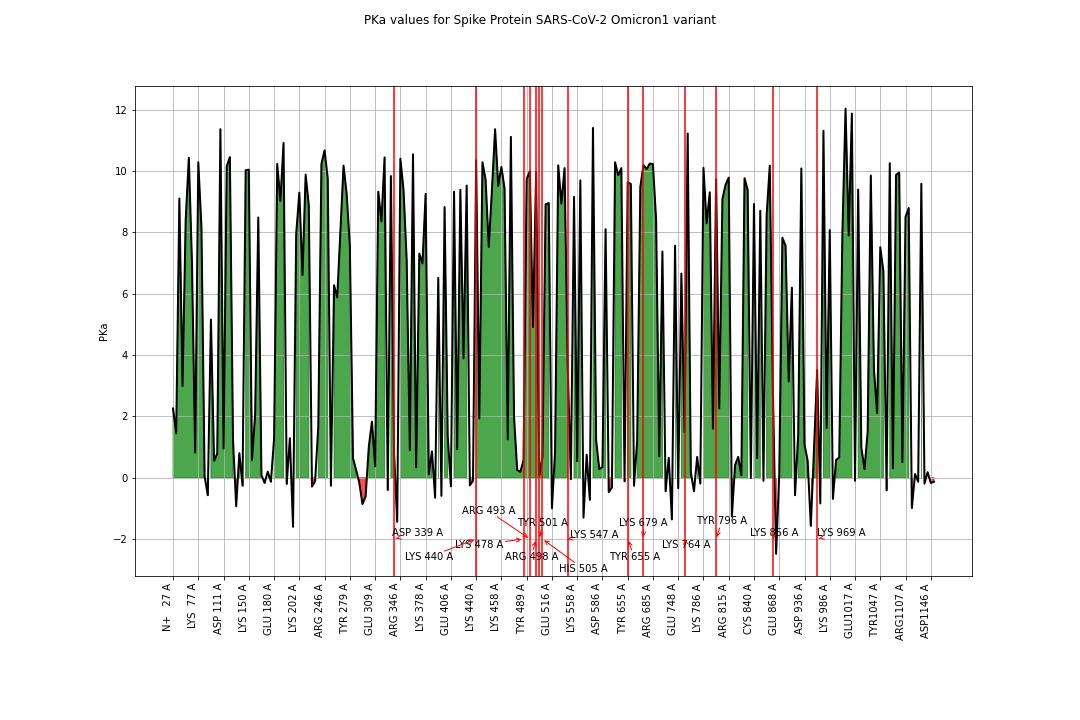 PKa values for Spike Protein SARS-CoV-2 Omicron1 variant
12
10
8
6
4
2
0
−2
PKa
ARG 493 A
TYR 501 A
LYS 679 A
TYR 796 A
ASP 339 A
LYS 547 A
LYS 856 A
LYS 969 A
LYS 478 A
LYS 764 A
LYS 440 A
ARG 498 A
TYR 655 A
HIS 505 A
N+ 27 A
LYS 77 A
ASP 111 A
LYS 150 A
GLU 180 A
LYS 202 A
ARG 246 A
TYR 279 A
GLU 309 A
ARG 346 A
LYS 378 A
GLU 406 A
LYS 440 A
LYS 458 A
TYR 489 A
GLU 516 A
LYS 558 A
ASP 586 A
TYR 655 A
ARG 685 A
GLU 748 A
LYS 786 A
ARG 815 A
CYS 840 A
GLU 868 A
ASP 936 A
LYS 986 A
GLU1017 A
TYR1047 A
ARG1107 A
ASP1146 A